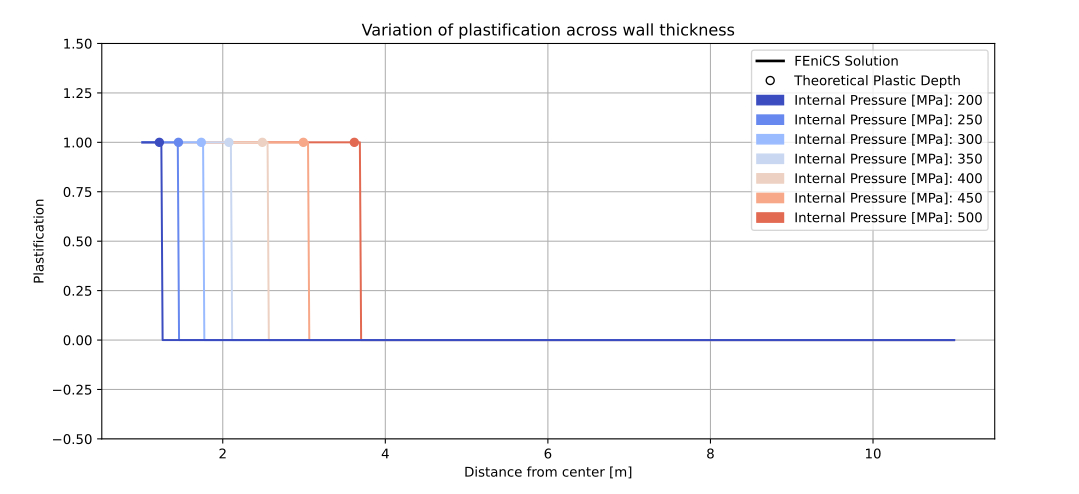 Variation of plastification across wall thickness
1.50
1.25
1.00
0.75
0.50
0.25
0.00
−0.25
−0.50
Plastification
2
4
6
8
10
Distance from center [m]
FEniCS Solution
Theoretical Plastic Depth
Internal Pressure [MPa]: 200
Internal Pressure [MPa]: 250
Internal Pressure [MPa]: 300
Internal Pressure [MPa]: 350
Internal Pressure [MPa]: 400
Internal Pressure [MPa]: 450
Internal Pressure [MPa]: 500